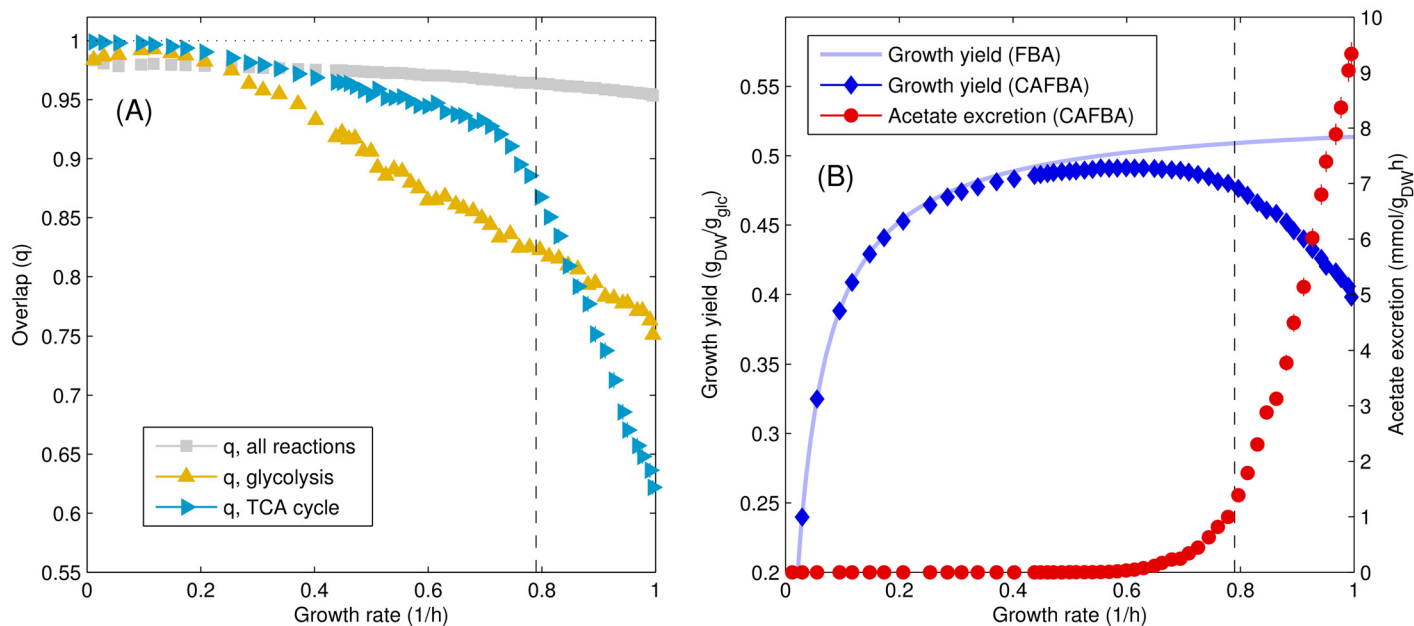 (A)
Overlap (q)
1
0.95
0.9
0.85
0.8
0.75
0.7
0.65
0.6
0.55
q, all reactions
q, glycolysis
q, TCA cycle
0 0.2 0.4 0.6 0.8 1
Growth rate (1/h)
(B)
Growth yield (FBA)
Growth yield (CAFBA)
Acetate excretion (CAFBA)
Growth yield (g_DW/g_glc)
0.55
0.5
0.45
0.4
0.35
0.3
0.25
0.2
0 0.2 0.4 0.6 0.8 1
Growth rate (1/h)
10
9
8
7
6
5
4
3
2
1
0
Acetate excretion (mmol/g_DWh)